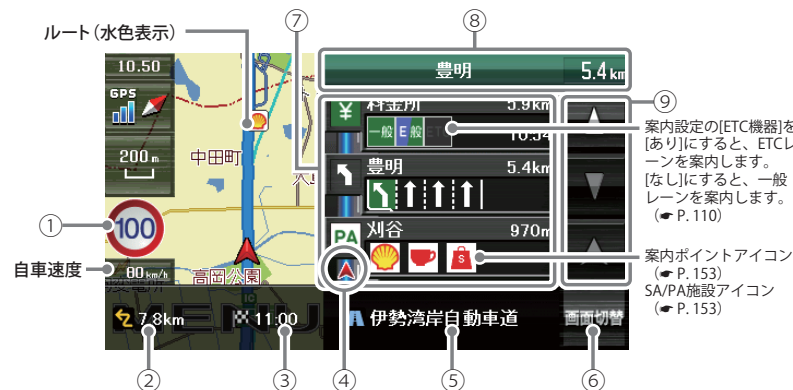 ⑦
⑧
ルート（水色表示）
10.50
GPS
200m
中田町
①
100
自車速度
80km/h
高岡公園
豊明
5.4km
料金所
5.9km
一般
E般
ETC
10:54
豊明
5.4km
PA
刈谷
970m
⑨
案内設定の[ETC機器]を
[あり]にすると、ETCレ
ーンを案内します。
[なし]にすると、一般
レーンを案内します。
（☛ P. 110）
案内ポイントアイコン
（☛ P. 153）
SA/PA施設アイコン
（☛ P. 153）
MENU
7.8km
11:00
伊勢湾岸自動車道
画面切替
②
③
④
⑤
⑥